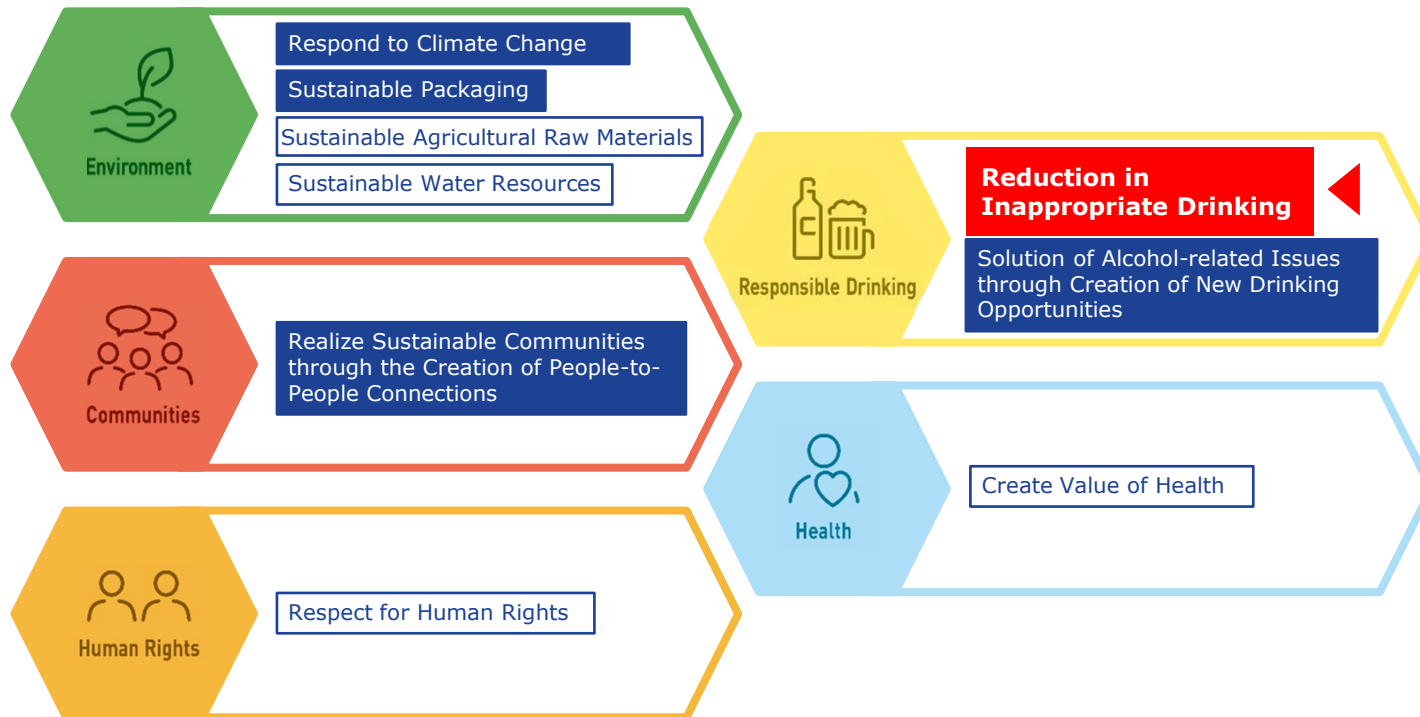 Environment
Respond to Climate Change
Sustainable Packaging
Sustainable Agricultural Raw Materials
Sustainable Water Resources
Communities
Realize Sustainable Communities
through the Creation of People-to-
People Connections
Human Rights
Respect for Human Rights
Responsible Drinking
Reduction in
Inappropriate Drinking
Solution of Alcohol-related Issues
through Creation of New Drinking
Opportunities
Health
Create Value of Health